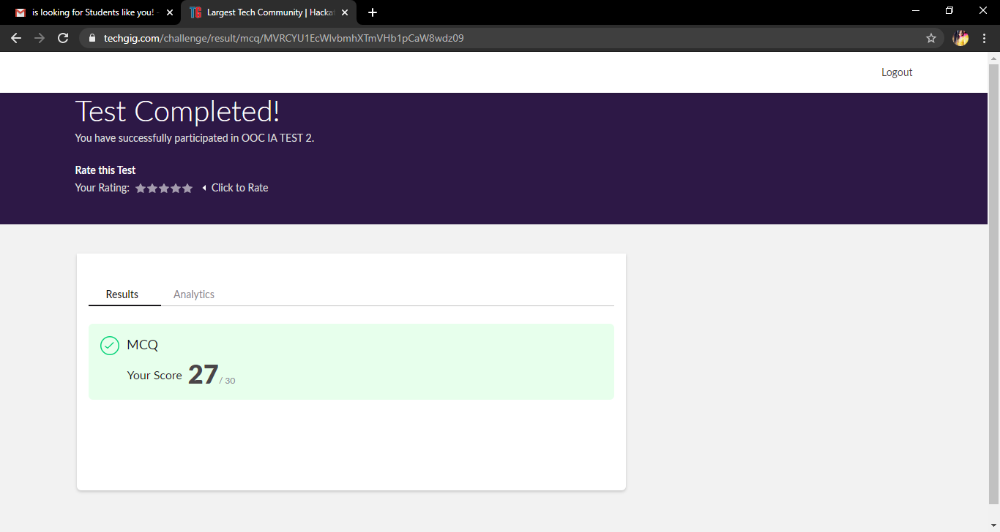 is looking for Students like you! -
TG Largest Tech Community | Hacka
techgig.com/challenge/result/mcq/MVRCYU1EcWlvbmhXTmVHb1pCaW8wdz09
Logout
Test Completed!
You have successfully participated in OOC IA TEST 2.
Rate this Test
Your Rating: Click to Rate
Results Analytics
MCQ
Your Score 27 / 30